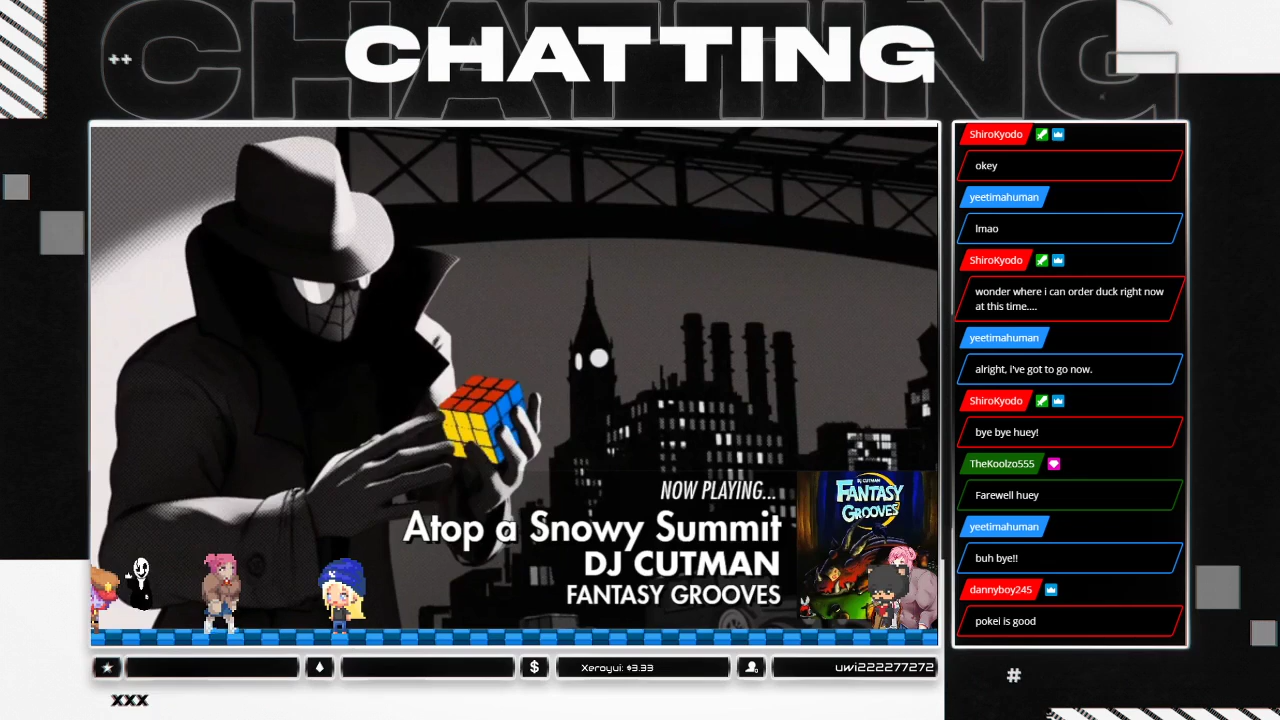 CHATTING
++
CHATTING
ShiroKyodo
okey
yeetimahuman
lmao
ShiroKyodo
wonder where i can order duck right now
at this time....
yeetimahuman
alright, i've got to go now.
ShiroKyodo
bye bye huey!
TheKoolzo555
Farewell huey
yeetimahuman
buh bye!!
dannyboy245
pokei is good
NOW PLAYING...
Atop a Snowy Summit
DJ CUTMAN
FANTASY GROOVES
DJ CUTMAN
FANTASY
GROOVES
$
Xeroyui: $3.33
uwi222277272
#
XXX